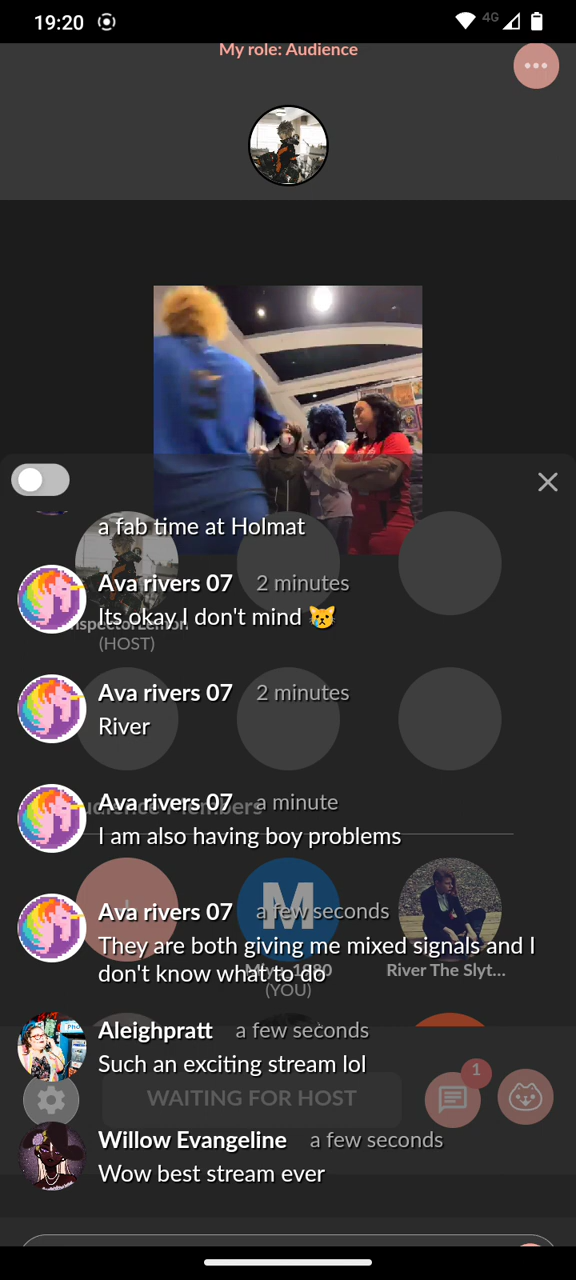 19:20
4G
My role: Audience
a fab time at Holmat
Ava rivers 07 2 minutes
Its okay I don't mind 😿
(HOST)
Ava rivers 07 2 minutes
River
Ava rivers 07 a minute
I am also having boy problems
Ava rivers 07 a few seconds
They are both giving me mixed signals and I
don't know what to do
M
River The Slyt...
(YOU)
Aleighpratt a few seconds
Such an exciting stream lol
WAITING FOR HOST
1
Willow Evangeline a few seconds
Wow best stream ever